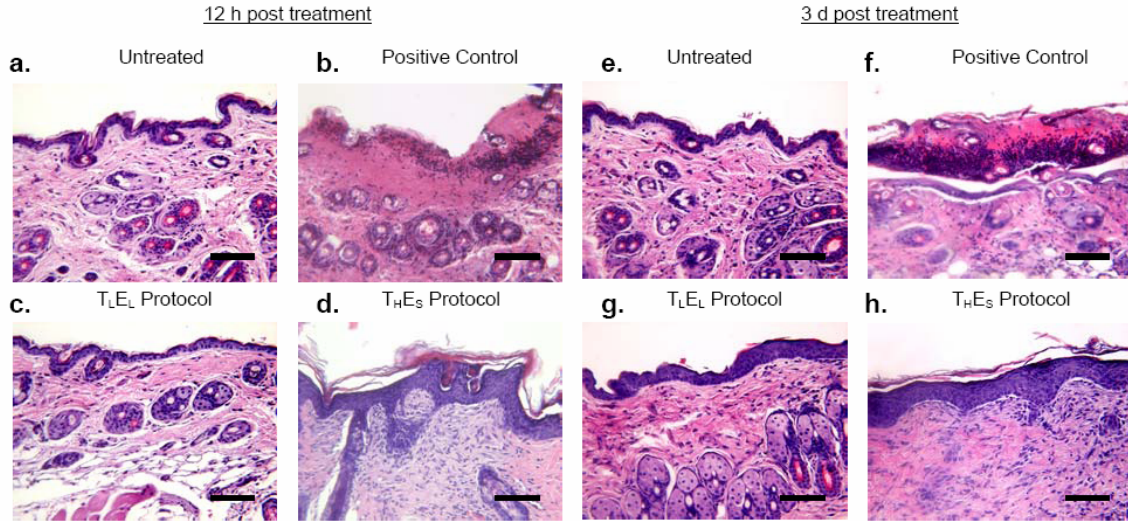 12 h post treatment
3 d post treatment
a. Untreated
b. Positive Control
e. Untreated
f. Positive Control
c. TLEL Protocol
d. THES Protocol
g. TLEL Protocol
h. THES Protocol